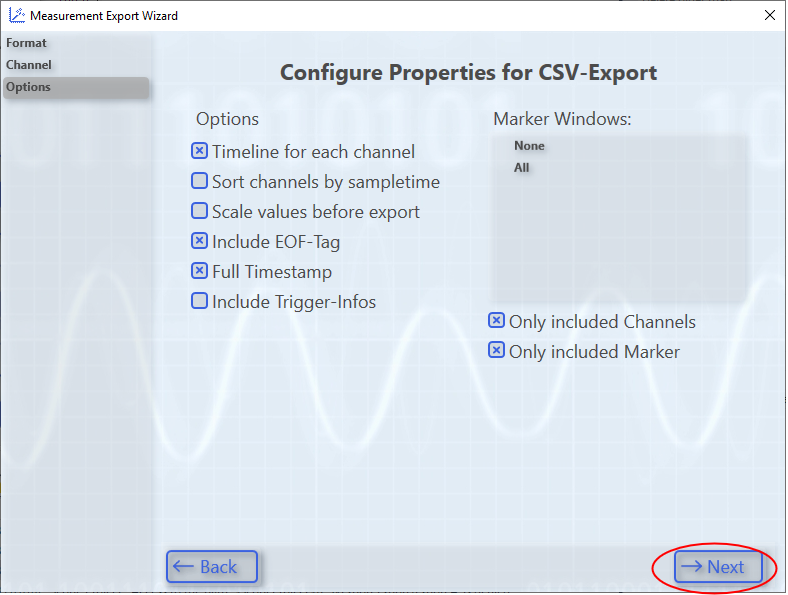 Measurement Export Wizard
Format
Channel
Options
Configure Properties for CSV-Export
Options
Timeline for each channel
Sort channels by sampletime
Scale values before export
Include EOF-Tag
Full Timestamp
Include Trigger-Infos
Marker Windows:
None
All
Only included Channels
Only included Marker
Back
Next